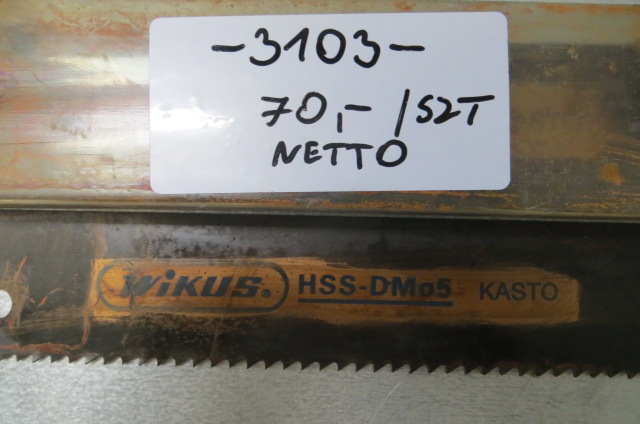 -3103-
70,- /SZT
NETTO
WiKUS. HSS-DMo5 KASTO